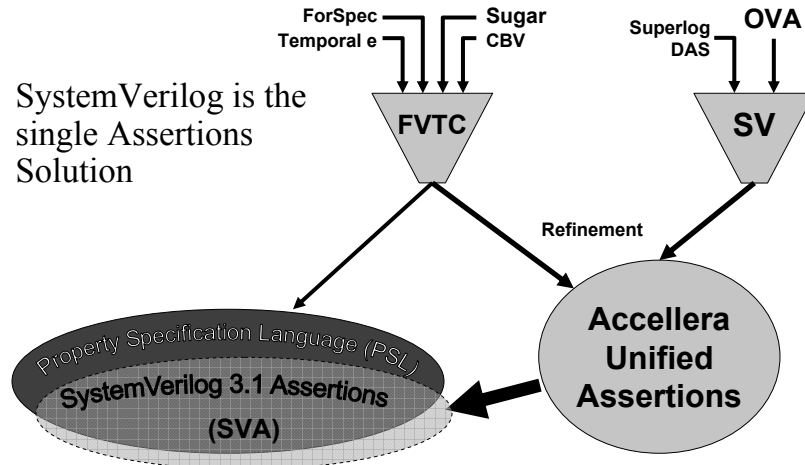 ForSpec
Sugar
Temporal e
CBV
Superlog
DAS
OVA
SystemVerilog is the
single Assertions
Solution
FVTC
SV
Refinement
Accellera
Unified
Assertions
Property Specification Language (PSL)
SystemVerilog 3.1 Assertions
(SVA)